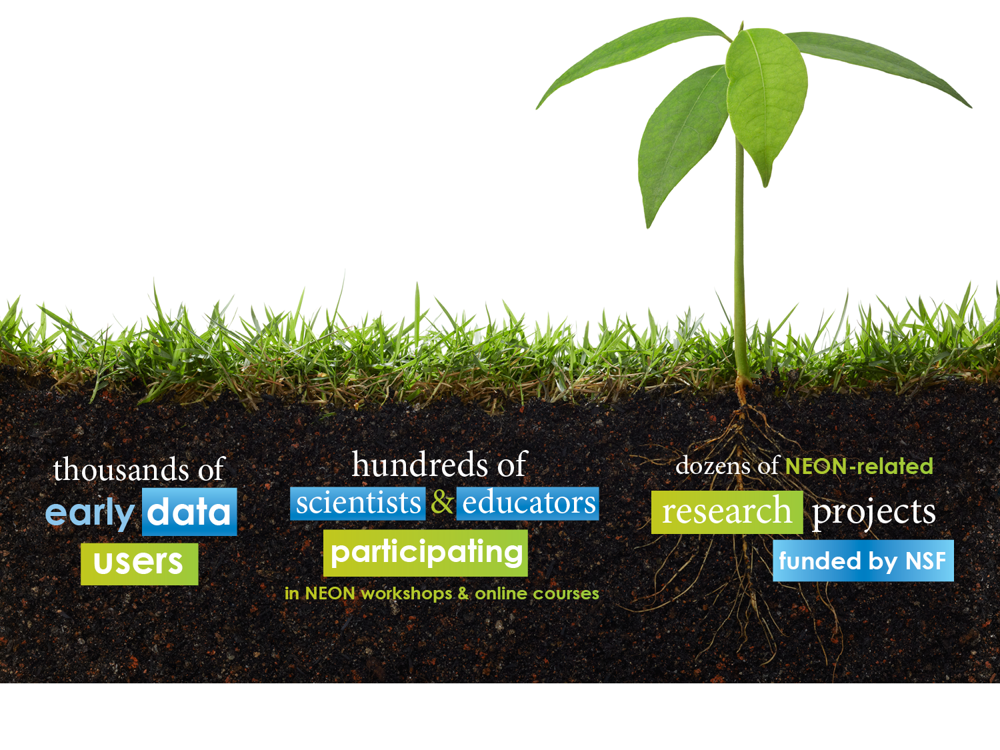 thousands of
early data
users
hundreds of
scientists & educators
participating
in NEON workshops & online courses
dozens of NEON-related
research projects
funded by NSF